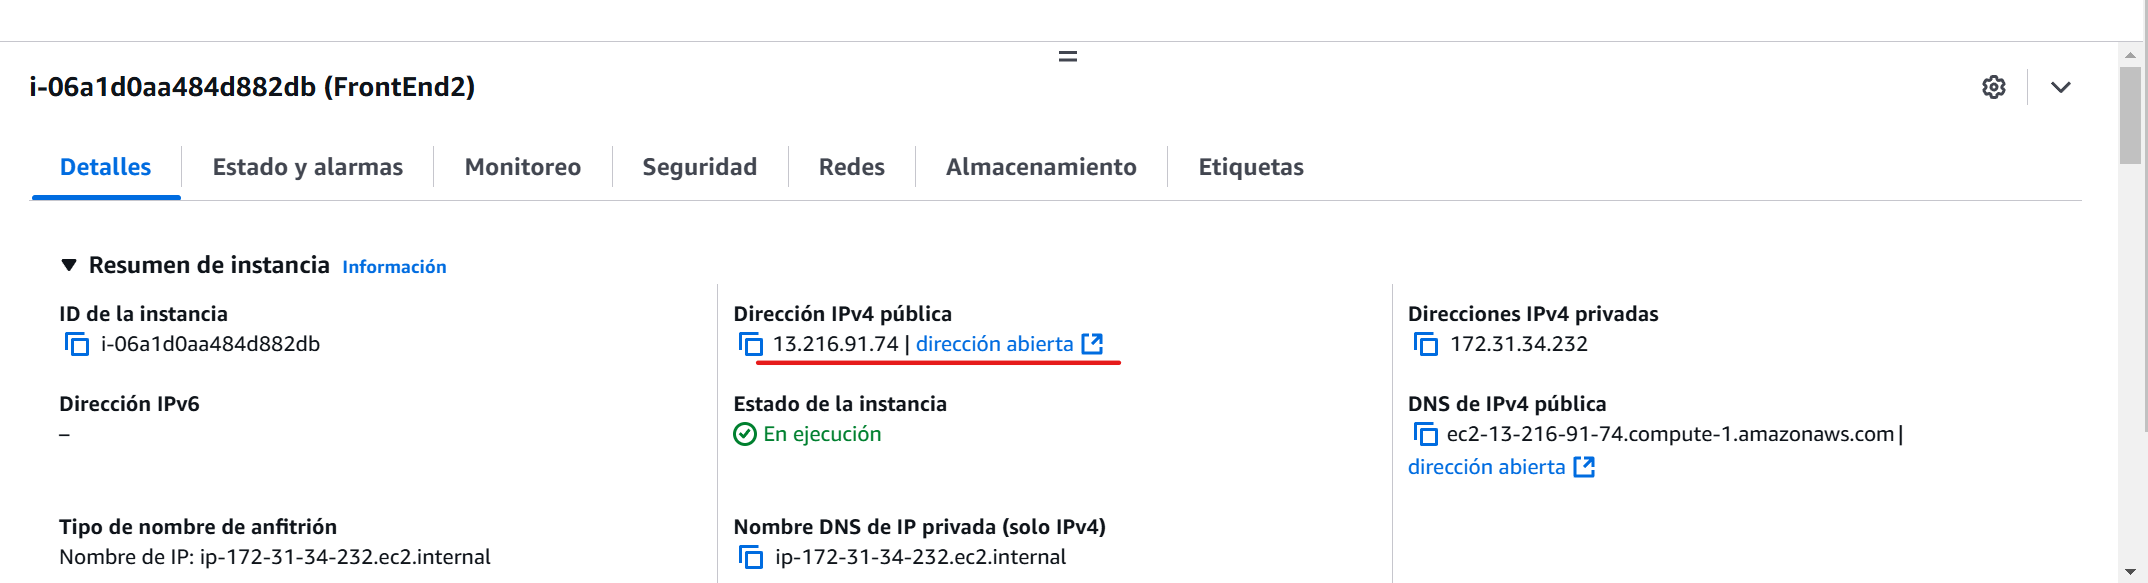 i-06a1d0aa484d882db (FrontEnd2)
Detalles
Estado y alarmas
Monitoreo
Seguridad
Redes
Almacenamiento
Etiquetas
Resumen de instancia Información
ID de la instancia
i-06a1d0aa484d882db
Dirección IPv4 pública
13.216.91.74 | dirección abierta
Direcciones IPv4 privadas
172.31.34.232
Dirección IPv6
–
Estado de la instancia
En ejecución
DNS de IPv4 pública
ec2-13-216-91-74.compute-1.amazonaws.com |
dirección abierta
Tipo de nombre de anfitrión
Nombre de IP: ip-172-31-34-232.ec2.internal
Nombre DNS de IP privada (solo IPv4)
ip-172-31-34-232.ec2.internal